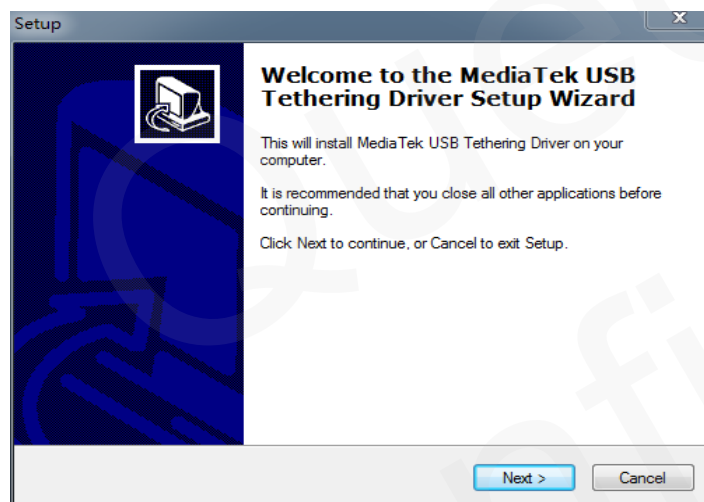 Setup
Welcome to the MediaTek USB
Tethering Driver Setup Wizard
This will install MediaTek USB Tethering Driver on your
computer.
It is recommended that you close all other applications before
continuing.
Click Next to continue, or Cancel to exit Setup.
Next >
Cancel